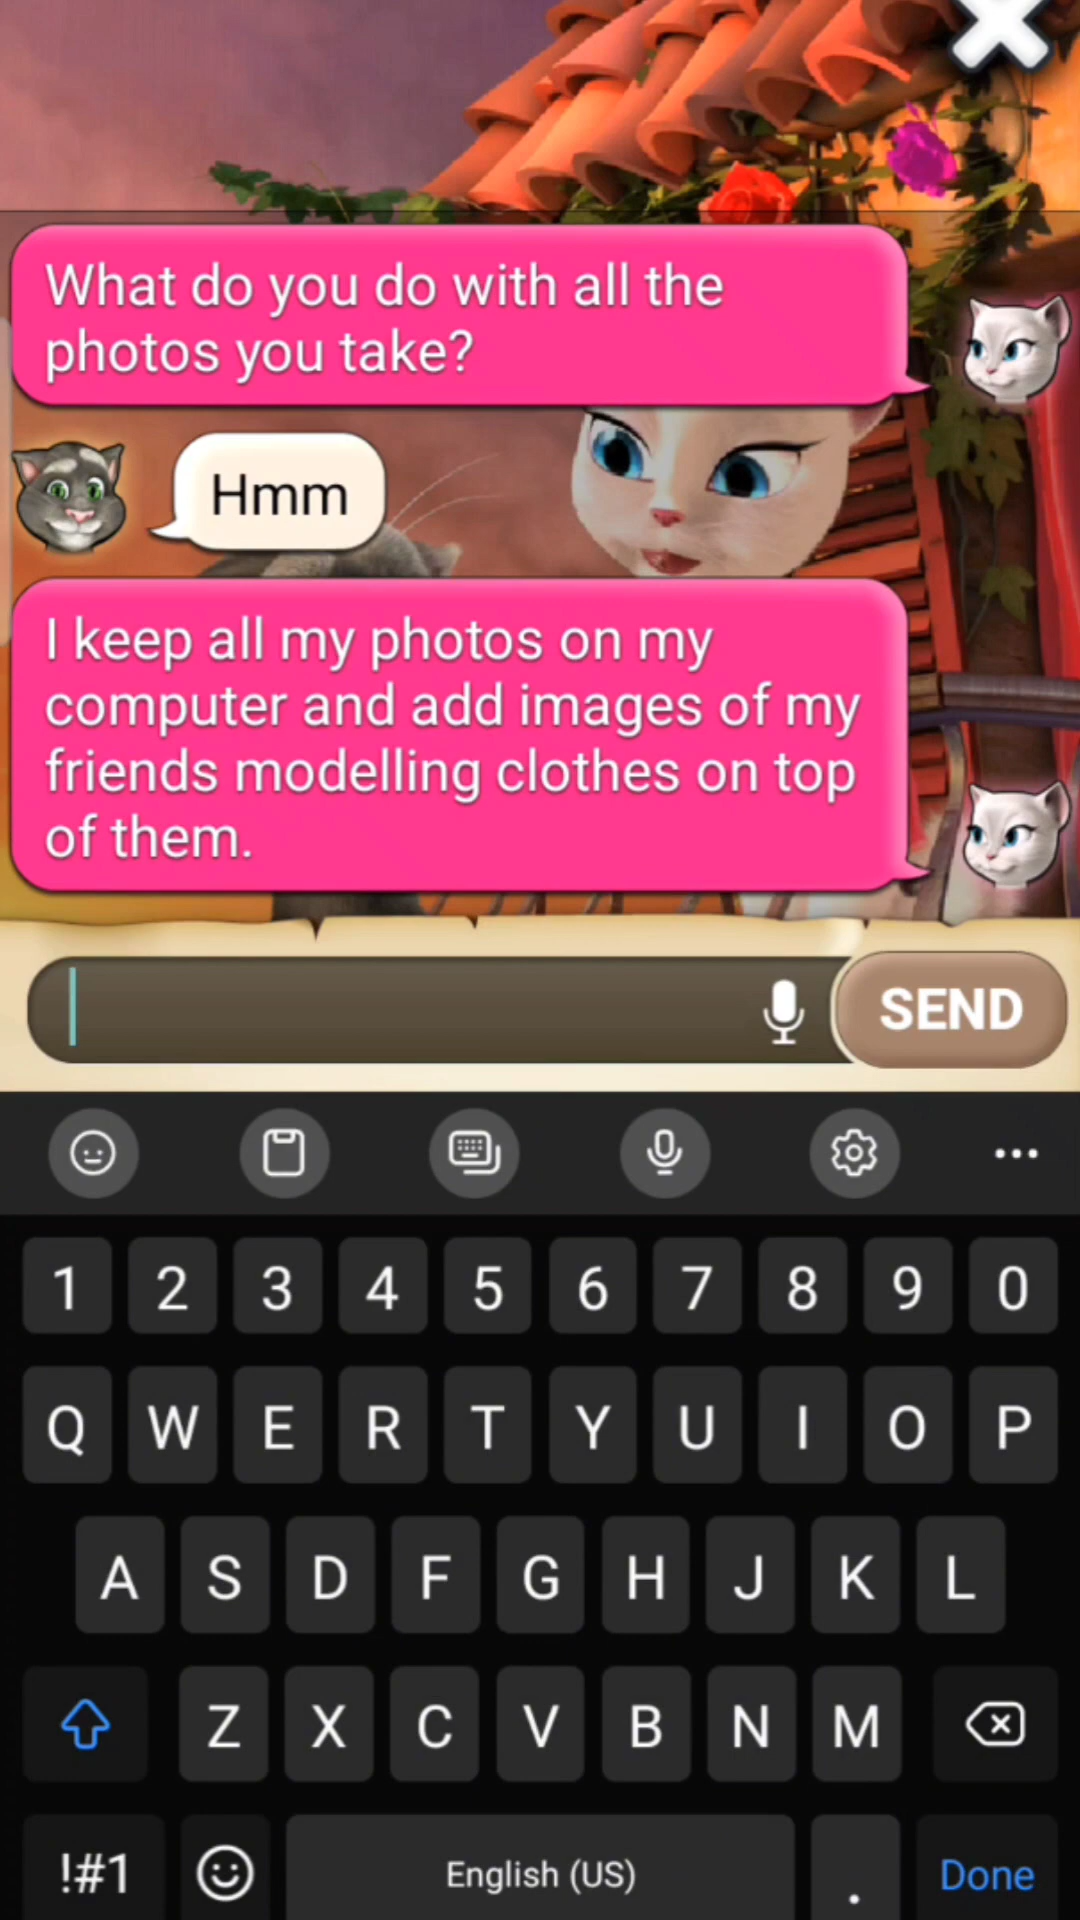 What do you do with all the
photos you take?
Hmm
I keep all my photos on my
computer and add images of my
friends modelling clothes on top
of them.
SEND
1 2 3 4 5 6 7 8 9 0
Q W E R T Y U I O P
A S D F G H J K L
Z X C V B N M
!#1 English (US) . Done